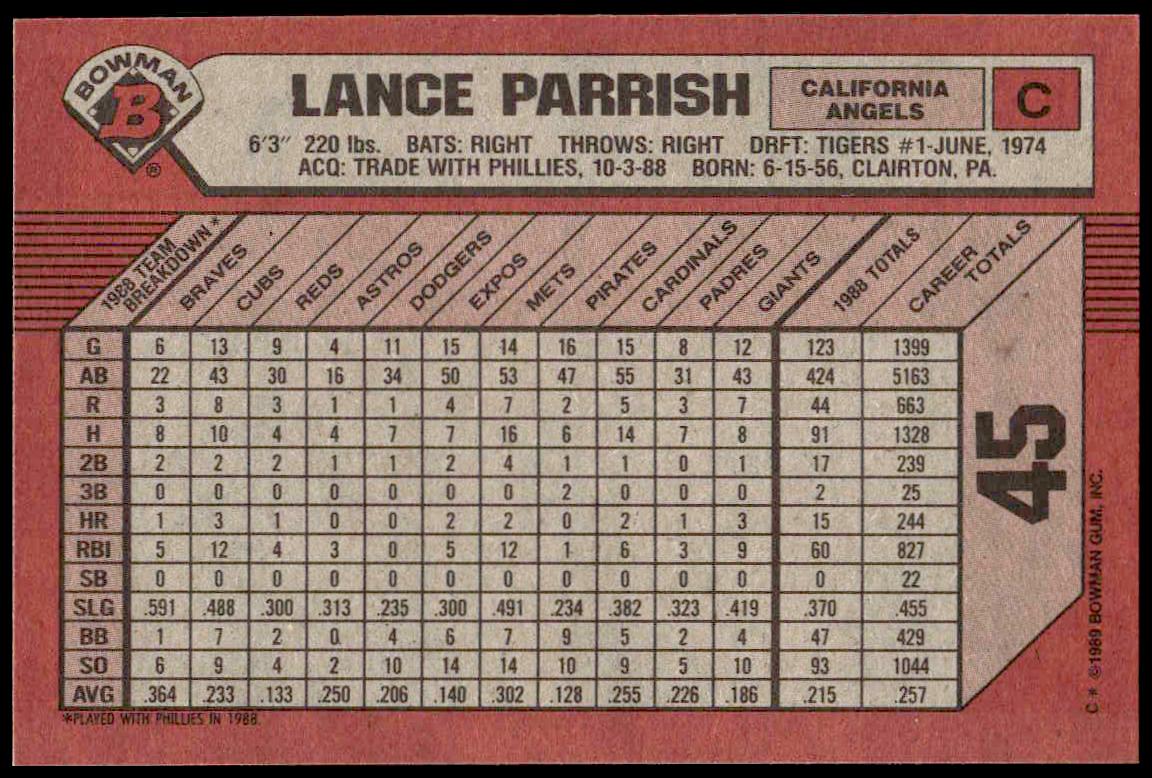 BOWMAN
B
®
LANCE PARRISH
CALIFORNIA
ANGELS
C
6'3" 220 lbs. BATS: RIGHT THROWS: RIGHT DRFT: TIGERS #1-JUNE, 1974
ACQ: TRADE WITH PHILLIES, 10-3-88 BORN: 6-15-56, CLAIRTON, PA.
1988 TEAM BREAKDOWN * BRAVES CUBS REDS ASTROS DODGERS EXPOS METS PIRATES CARDINALS PADRES GIANTS 1988 TOTALS CAREER TOTALS
G 6 13 9 4 11 15 14 16 15 8 12 123 1399
AB 22 43 30 16 34 50 53 47 55 31 43 424 5163
R 3 8 3 1 1 4 7 2 5 3 7 44 663
H 8 10 4 4 7 7 16 6 14 7 8 91 1328
2B 2 2 2 1 1 2 4 1 1 0 1 17 239
3B 0 0 0 0 0 0 0 2 0 0 0 2 25
HR 1 3 1 0 0 2 2 0 2 1 3 15 244
RBI 5 12 4 3 0 5 12 1 6 3 9 60 827
SB 0 0 0 0 0 0 0 0 0 0 0 0 22
SLG .591 .488 .300 .313 .235 .300 .491 .234 .382 .323 .419 .370 .455
BB 1 7 2 0 4 6 7 9 5 2 4 47 429
SO 6 9 4 2 10 14 14 10 9 5 10 93 1044
AVG .364 .233 .133 .250 .206 .140 .302 .128 .255 .226 .186 .215 .257
*PLAYED WITH PHILLIES IN 1988.
45
C* ©1989 BOWMAN GUM, INC.